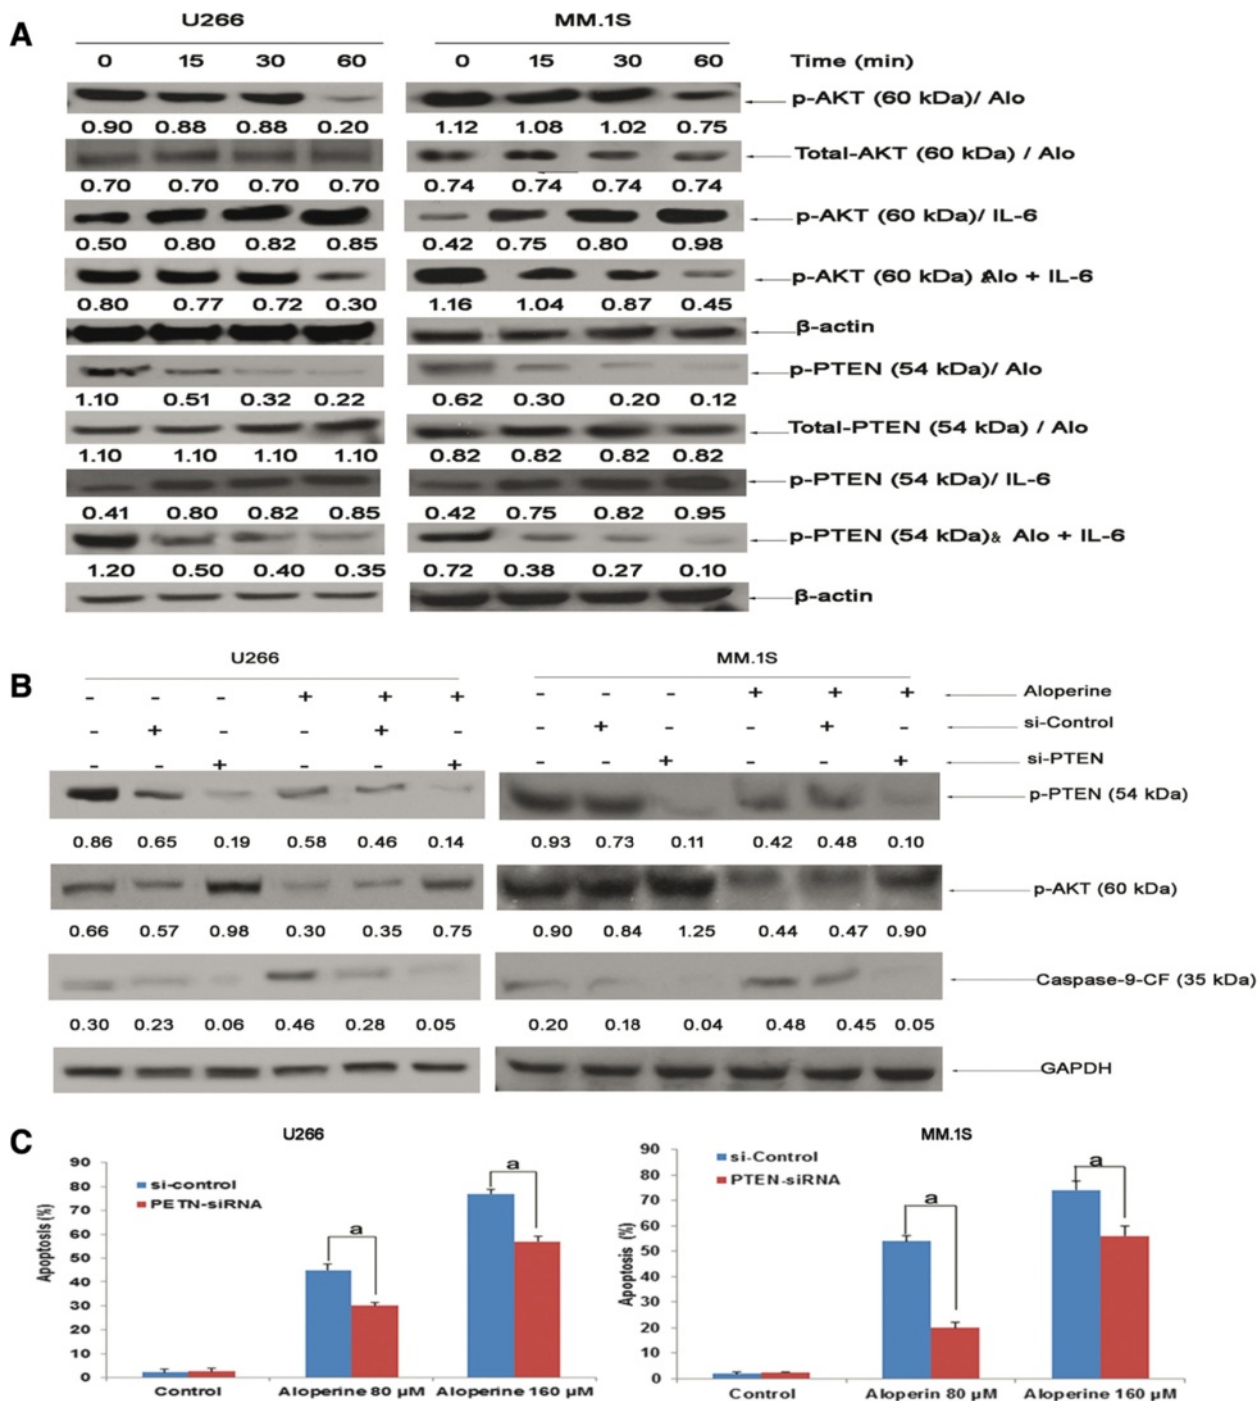 A
U266 MM.1S
0 15 30 60 0 15 30 60 Time (min)
p-AKT (60 kDa)/ Alo
0.90 0.88 0.88 0.20 1.12 1.08 1.02 0.75
Total-AKT (60 kDa) / Alo
0.70 0.70 0.70 0.70 0.74 0.74 0.74 0.74
p-AKT (60 kDa)/ IL-6
0.50 0.80 0.82 0.85 0.42 0.75 0.80 0.98
p-AKT (60 kDa) & Alo + IL-6
0.80 0.77 0.72 0.30 1.16 1.04 0.87 0.45
β-actin
p-PTEN (54 kDa)/ Alo
1.10 0.51 0.32 0.22 0.62 0.30 0.20 0.12
Total-PTEN (54 kDa) / Alo
1.10 1.10 1.10 1.10 0.82 0.82 0.82 0.82
p-PTEN (54 kDa)/ IL-6
0.41 0.80 0.82 0.85 0.42 0.75 0.82 0.95
p-PTEN (54 kDa)& Alo + IL-6
1.20 0.50 0.40 0.35 0.72 0.38 0.27 0.10
β-actin
B
U266 MM.1S
- - - + + + - - - + + + Aloperine
- + - - + - - + - - + - si-Control
- - + - - + - - + - - + si-PTEN
p-PTEN (54 kDa)
0.86 0.65 0.19 0.58 0.46 0.14 0.93 0.73 0.11 0.42 0.48 0.10
p-AKT (60 kDa)
0.66 0.57 0.98 0.30 0.35 0.75 0.90 0.84 1.25 0.44 0.47 0.90
Caspase-9-CF (35 kDa)
0.30 0.23 0.06 0.46 0.28 0.05 0.20 0.18 0.04 0.48 0.45 0.05
GAPDH
C
U266
Apoptosis (%)
90
80
70
60
50
40
30
20
10
0
si-control
PETN-siRNA
a
a
Control Aloperine 80 µM Aloperine 160 µM
MM.1S
Apoptosis (%)
90
80
70
60
50
40
30
20
10
0
si-Control
PTEN-siRNA
a
a
Control Aloperin 80 µM Aloperine 160 µM